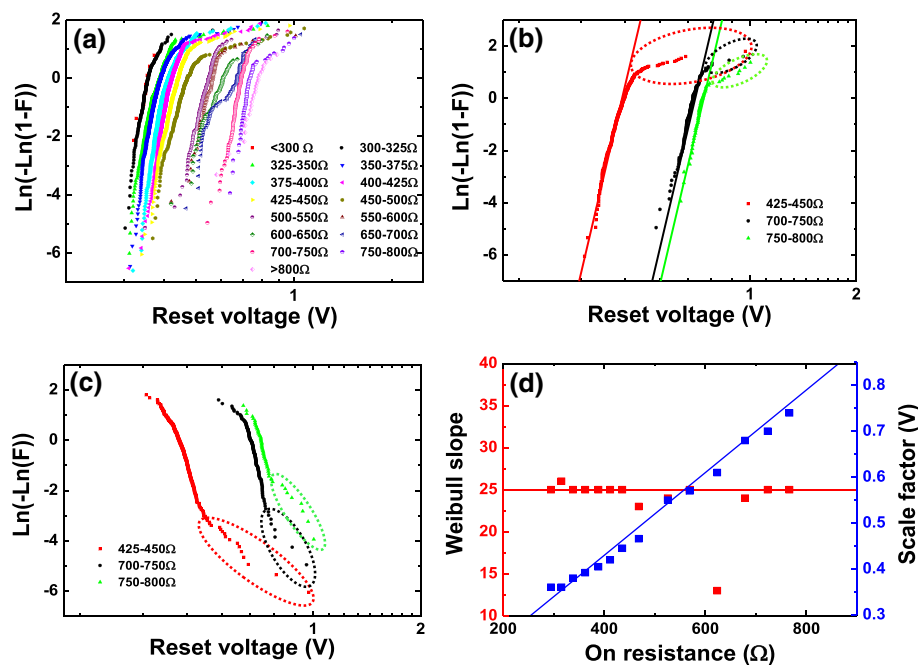 (a)
Ln(-Ln(1-F)
2
0
-2
-4
-6
<300 Ω 300-325Ω
325-350Ω 350-375Ω
375-400Ω 400-425Ω
425-450Ω 450-500Ω
500-550Ω 550-600Ω
600-650Ω 650-700Ω
700-750Ω 750-800Ω
>800Ω
1
Reset voltage (V)
(b)
Ln(-Ln(1-F)
4
2
0
-2
-4
-6
425-450Ω
700-750Ω
750-800Ω
1 2
Reset voltage (V)
(c)
Ln(-Ln(F)
2
0
-2
-4
-6
425-450Ω
700-750Ω
750-800Ω
1 2
Reset voltage (V)
(d)
Weibull slope
40
35
30
25
20
15
10
Scale factor (V)
0.8
0.7
0.6
0.5
0.4
0.3
200 400 600 800
On resistance (Ω)